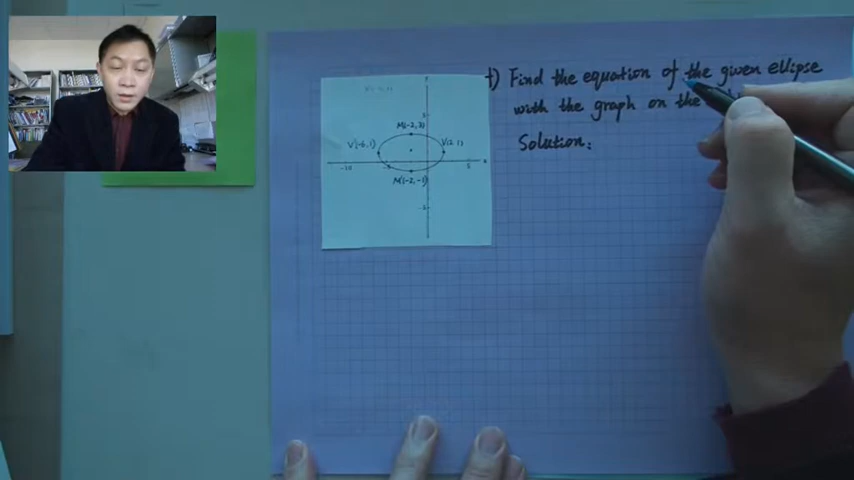 1) Find the equation of the given ellipse
with the graph on the
Solution:
M(-2, 3)
V'(-6, 1)
V(2, 1)
M'(-2, -1)